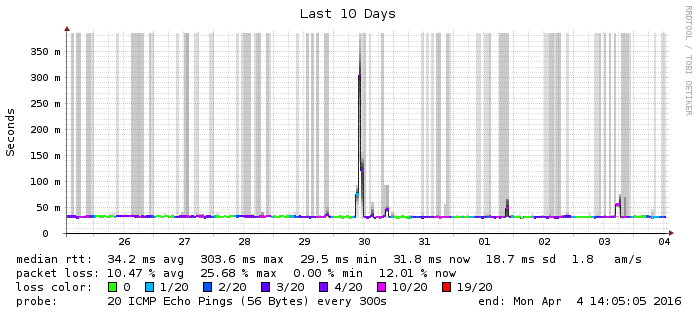 Last 10 Days
RRDTOOL / TOBI OETIKER
Seconds
350 m
300 m
250 m
200 m
150 m
100 m
50 m
0
26 27 28 29 30 31 01 02 03 04
median rtt: 34.2 ms avg 303.6 ms max 29.5 ms min 31.8 ms now 18.7 ms sd 1.8 am/s
packet loss: 10.47 % avg 25.68 % max 0.00 % min 12.01 % now
loss color: 0 1/20 2/20 3/20 4/20 10/20 19/20
probe: 20 ICMP Echo Pings (56 Bytes) every 300s end: Mon Apr 4 14:05:05 2016